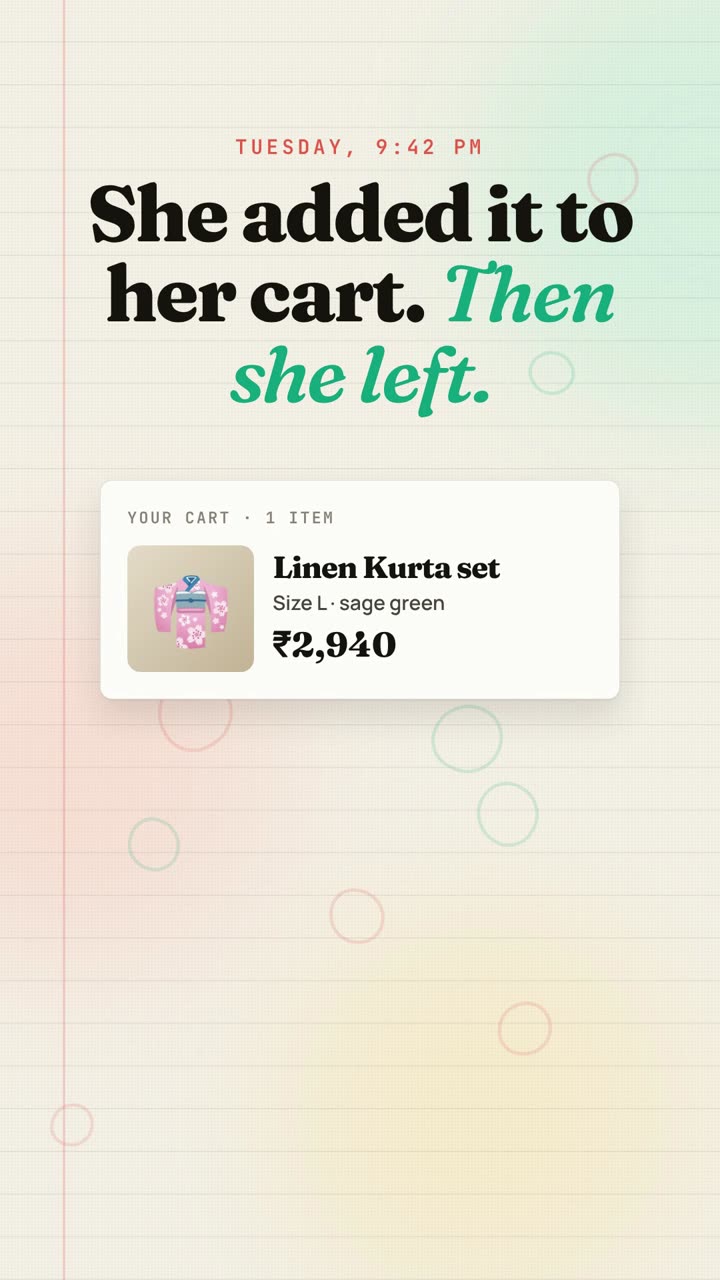 TUESDAY, 9:42 PM
She added it to
her cart. Then
she left.
YOUR CART · 1 ITEM
Linen Kurta set
Size L · sage green
₹2,940